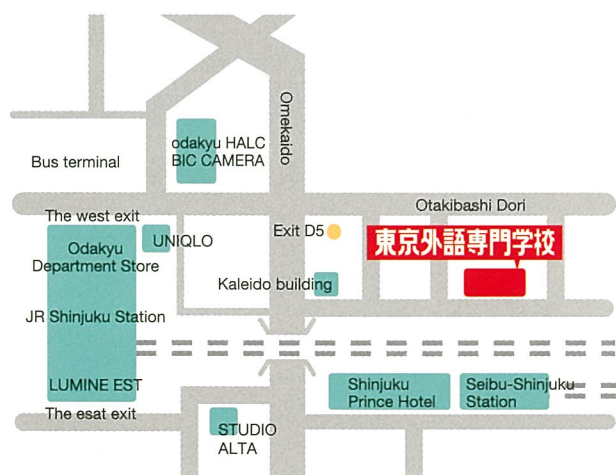 Omekaido
odakyu HALC
BIC CAMERA
Bus terminal
Otakibashi Dori
The west exit
UNIQLO
Exit D5
東京外語専門学校
Odakyu
Department Store
Kaleido building
JR Shinjuku Station
LUMINE EST
Shinjuku
Prince Hotel
Seibu-Shinjuku
Station
The esat exit
STUDIO
ALTA